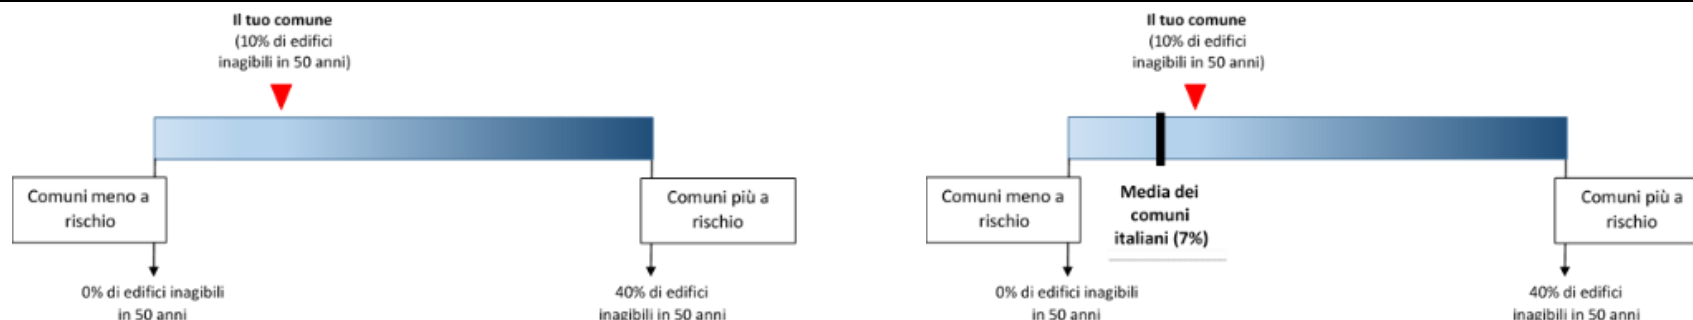 Il tuo comune
(10% di edifici
inagibili in 50 anni)
Comuni meno a
rischio
Comuni più a
rischio
0% di edifici inagibili
in 50 anni
40% di edifici
inagibili in 50 anni
Il tuo comune
(10% di edifici
inagibili in 50 anni)
Comuni meno a
rischio
Media dei
comuni
italiani (7%)
Comuni più a
rischio
0% di edifici inagibili
in 50 anni
40% di edifici
inagibili in 50 anni